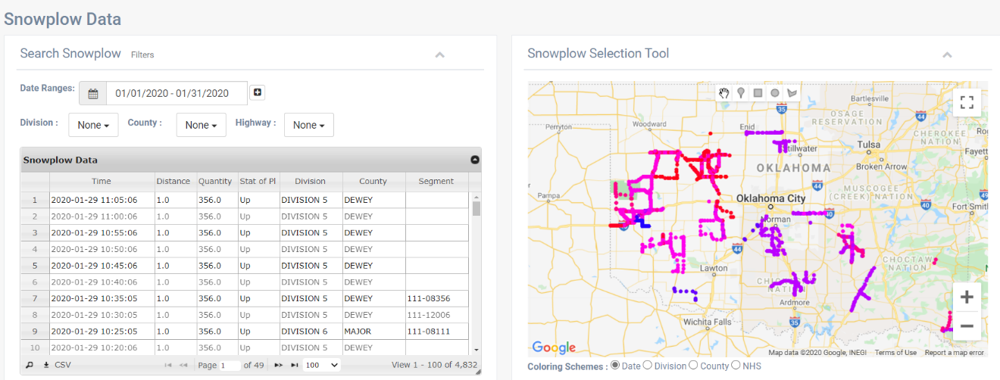 Snowplow Data
Search Snowplow Filters
Date Ranges: 01/01/2020 - 01/31/2020
Division : None County : None Highway : None
Snowplow Data
Time Distance Quantity Stat of Pl Division County Segment
1 2020-01-29 11:05:06 1.0 356.0 Up DIVISION 5 DEWEY
2 2020-01-29 11:00:06 1.0 356.0 Up DIVISION 5 DEWEY
3 2020-01-29 10:55:06 1.0 356.0 Up DIVISION 5 DEWEY
4 2020-01-29 10:50:06 1.0 356.0 Up DIVISION 5 DEWEY
5 2020-01-29 10:45:06 1.0 356.0 Up DIVISION 5 DEWEY
6 2020-01-29 10:40:06 1.0 356.0 Up DIVISION 5 DEWEY
7 2020-01-29 10:35:05 1.0 356.0 Up DIVISION 5 DEWEY 111-08356
8 2020-01-29 10:30:05 1.0 356.0 Up DIVISION 5 DEWEY 111-12006
9 2020-01-29 10:25:05 1.0 356.0 Up DIVISION 6 MAJOR 111-08111
10 2020-01-29 10:20:06 1.0 356.0 Up DIVISION 5 DEWEY
CSV Page 1 of 49 100 View 1 - 100 of 4,832
Snowplow Selection Tool
Bartlesville
35
44
OSAGE
RESERVATION
Perryton
Woodward
Enid
CHEROKEE
NATION
Ro
Tulsa
tillwater
Fayett
Broken Arrow
OKLAHOMA
44
MUSCOGEE
(CREEK) NATION
49
Pampa
Oklahoma City
40
Fort Smith
40
Norman
40
44
CHOCTAW
NATION
Lawton
CHIC
NATION
Ardmore
Wichita Falls
35
Google
Map data ©2020 Google, INEGI Terms of Use Report a map error
Coloring Schemes : Date Division County NHS